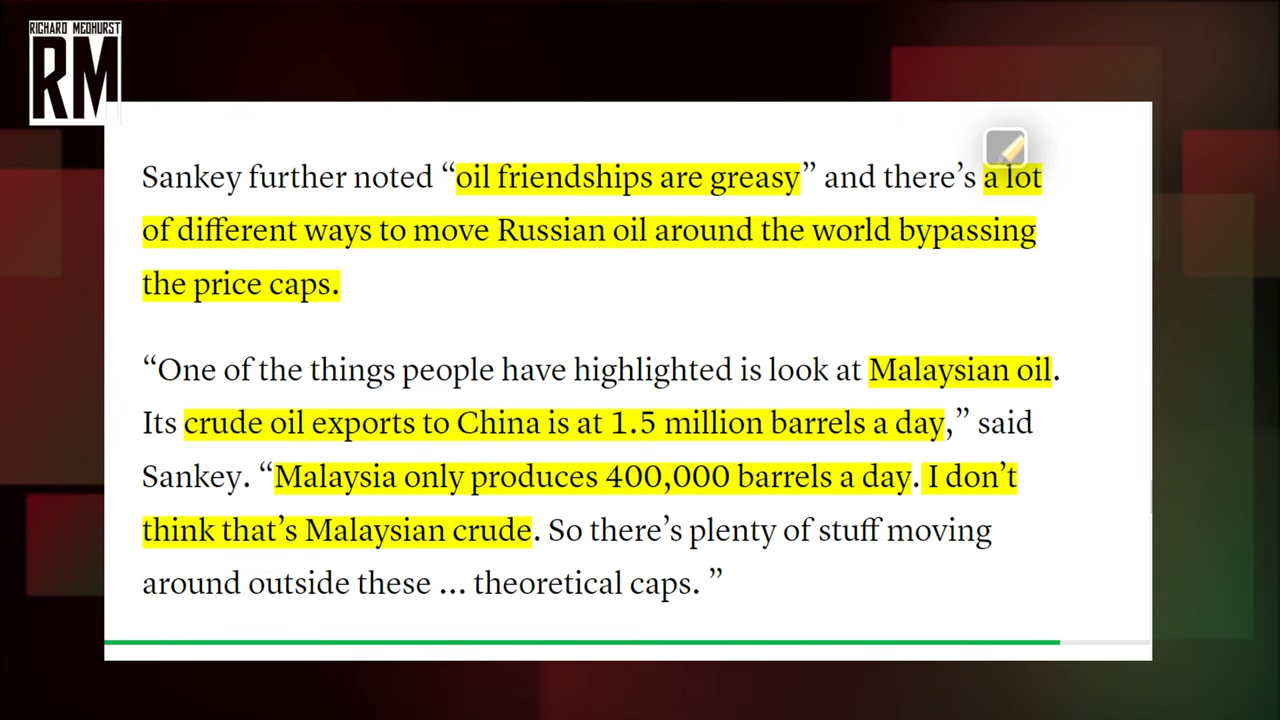 RICHARD MEDHURST
RM
Sankey further noted “oil friendships are greasy” and there’s a lot
of different ways to move Russian oil around the world bypassing
the price caps.
“One of the things people have highlighted is look at Malaysian oil.
Its crude oil exports to China is at 1.5 million barrels a day,” said
Sankey. “Malaysia only produces 400,000 barrels a day. I don’t
think that’s Malaysian crude. So there’s plenty of stuff moving
around outside these … theoretical caps. ”